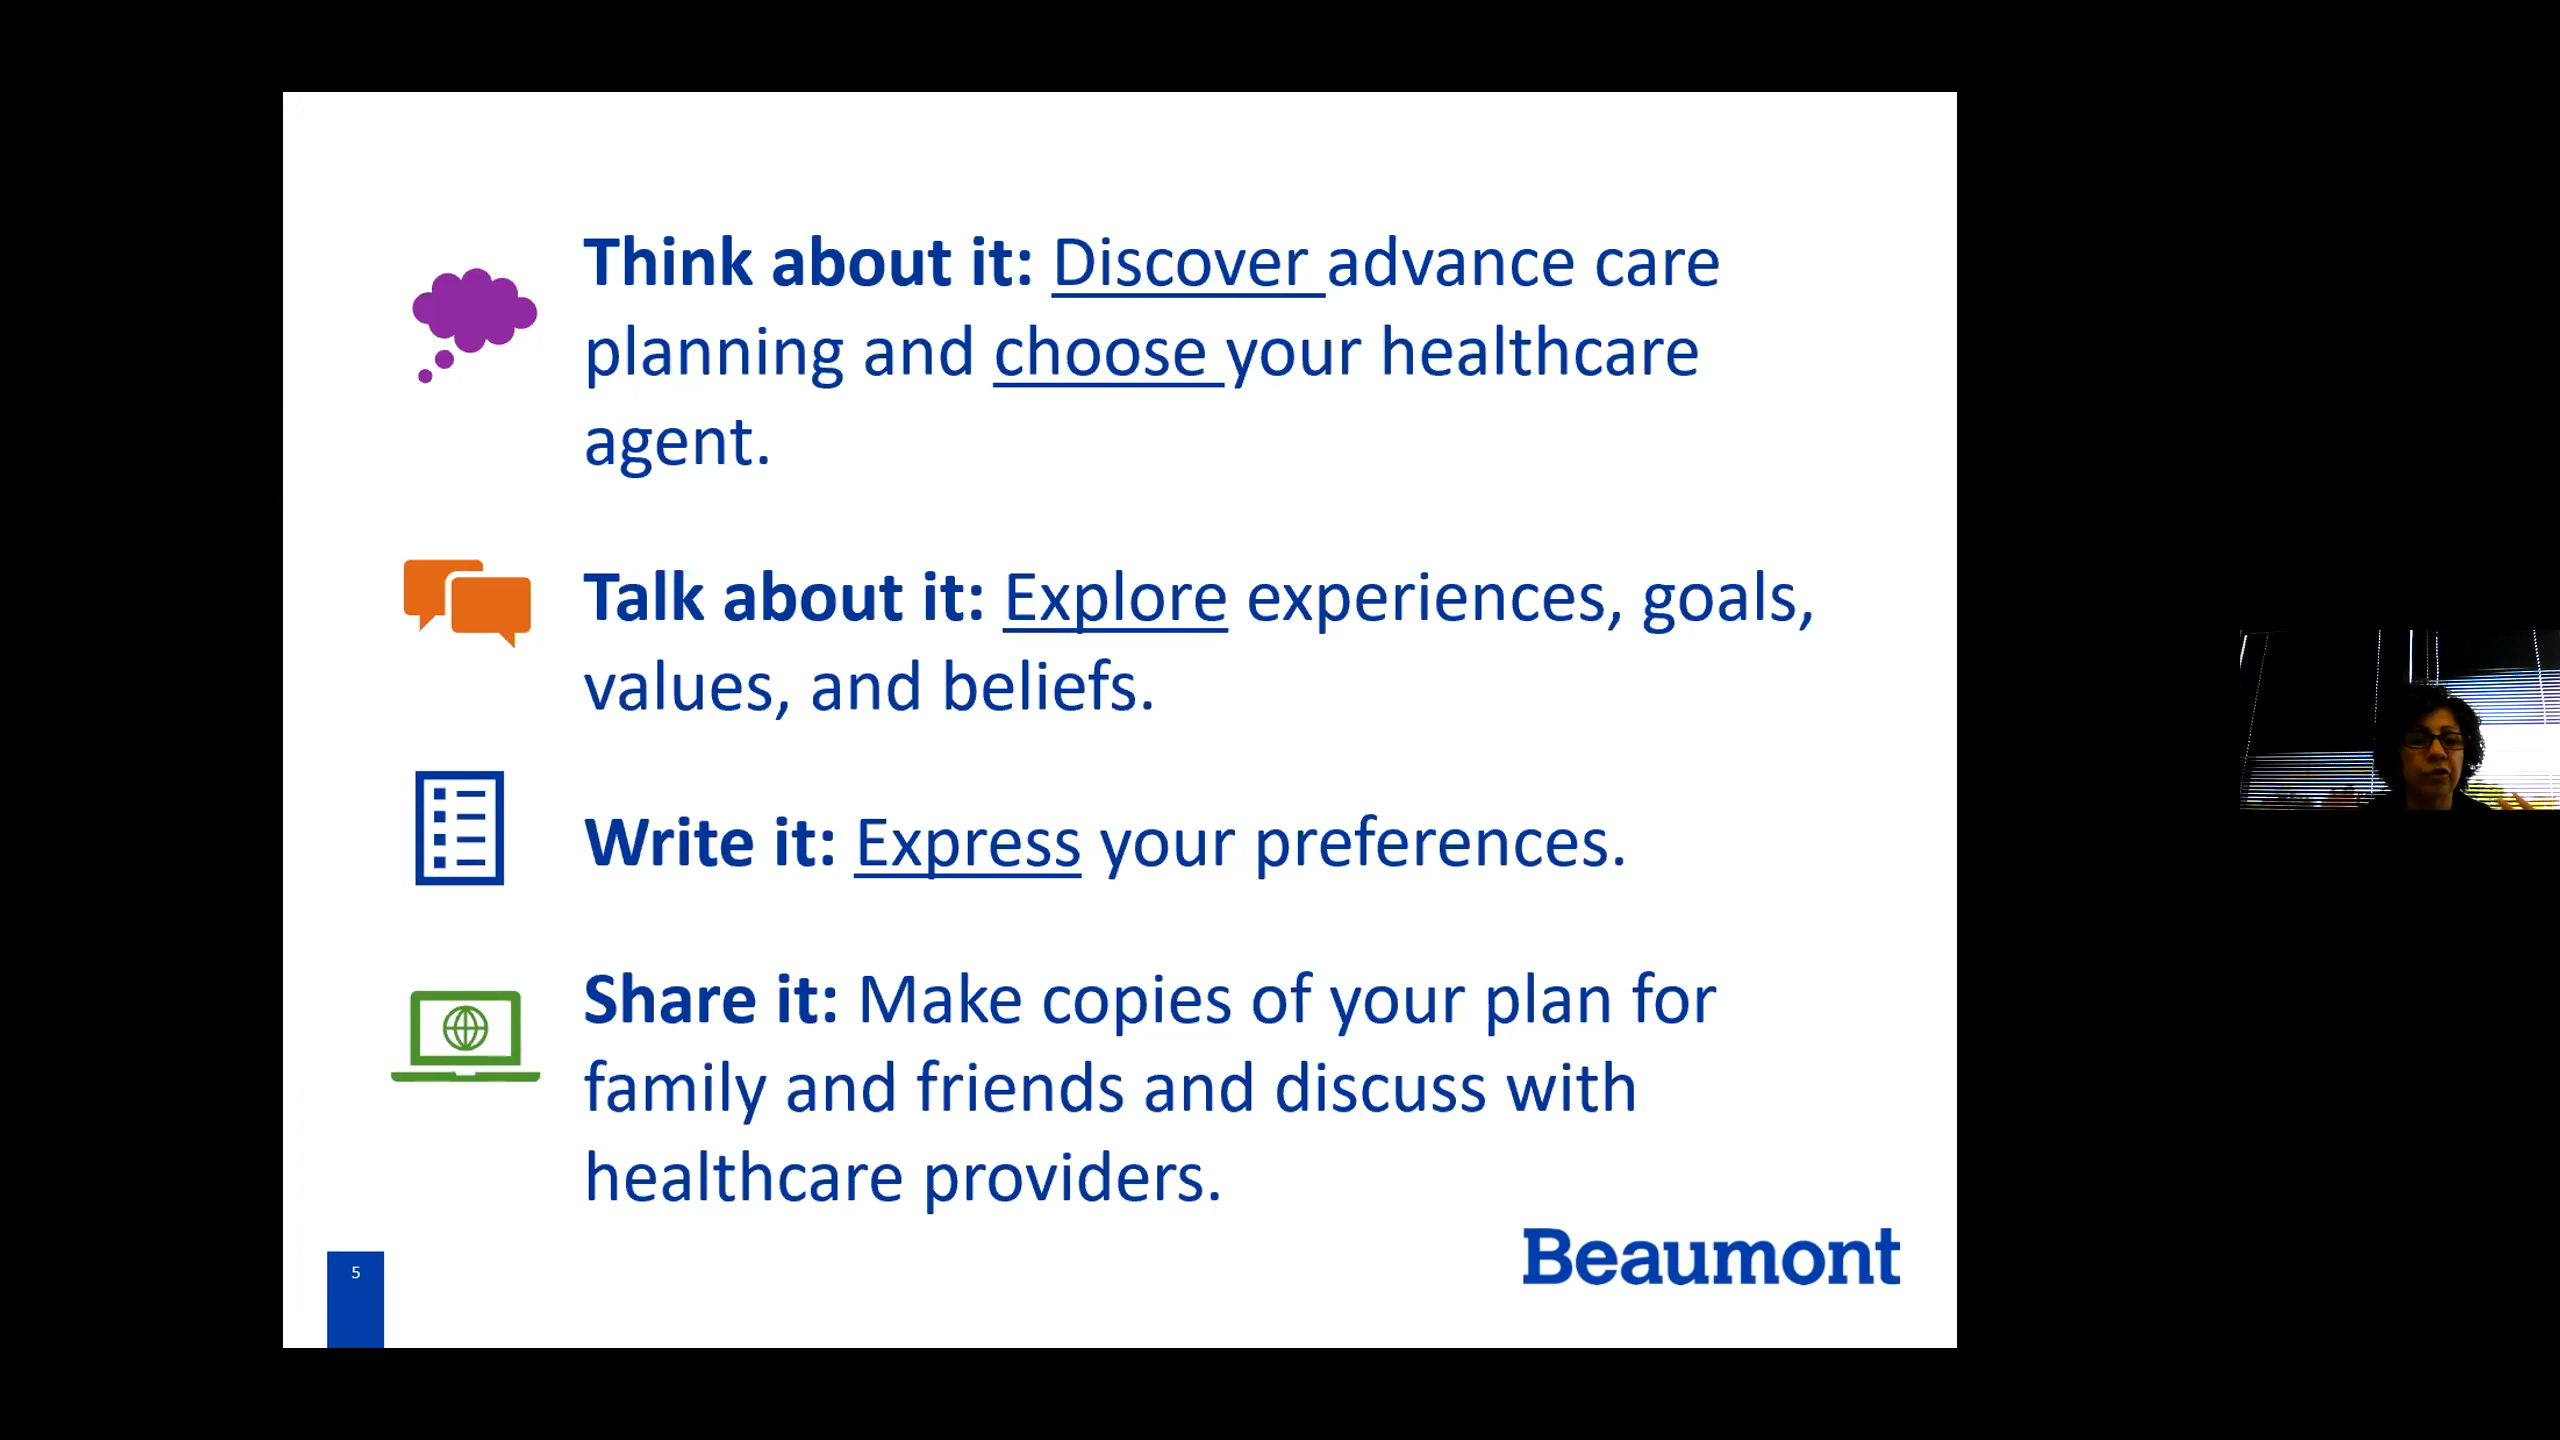 Think about it: Discover advance care
planning and choose your healthcare
agent.
Talk about it: Explore experiences, goals,
values, and beliefs.
Write it: Express your preferences.
Share it: Make copies of your plan for
family and friends and discuss with
healthcare providers.
Beaumont
5